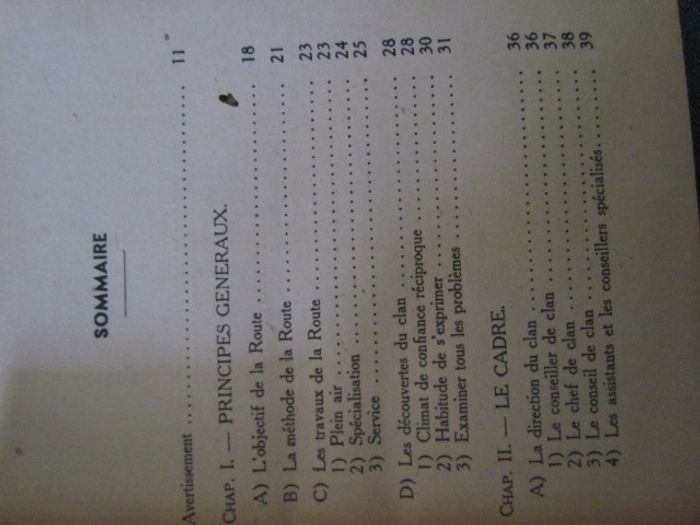 SOMMAIRE
Avertissement ........................ 11
CHAP. I. — PRINCIPES GENERAUX.
A) L'objectif de la Route ........................ 18
B) La méthode de la Route ........................ 21
C) Les travaux de la Route ........................ 23
1) Plein air ........................ 23
2) Spécialisation ........................ 24
3) Service ........................ 25
D) Les découvertes du clan ........................ 28
1) Climat de confiance réciproque ........................ 28
2) Habitude de s'exprimer ........................ 30
3) Examiner tous les problèmes ........................ 31
CHAP. II. — LE CADRE.
A) La direction du clan ........................ 36
1) Le conseiller de clan ........................ 36
2) Le chef de clan ........................ 37
3) Le conseil de clan ........................ 38
4) Les assistants et les conseillers spécialisés ........ 39